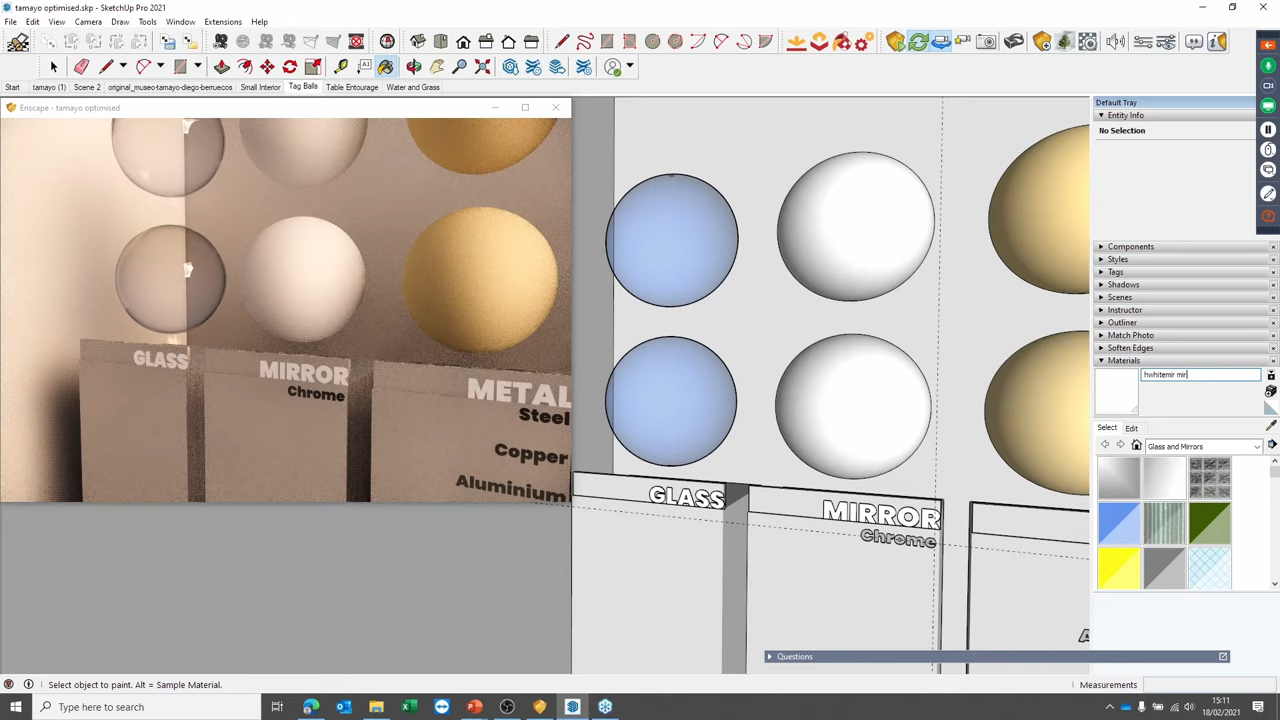 tamayo optimised.skp - SketchUp Pro 2021
File Edit View Camera Draw Tools Window Extensions Help
Start tamayo (1) Scene 2 original_museo-tamayo-diego-berruecos Small Interior Tag Balls Table Entourage Water and Grass
Enscape - tamayo optimised
GLASS
MIRROR
Chrome
METAL
Steel
Copper
Aluminium
GLASS
MIRROR
Chrome
Default Tray
Entity Info
No Selection
Components
Styles
Tags
Shadows
Scenes
Instructor
Outliner
Match Photo
Soften Edges
Materials
hwhitemir mir
Select Edit
Glass and Mirrors
Questions
Select object to paint. Alt = Sample Material.
Measurements
Type here to search
15:11
18/02/2021